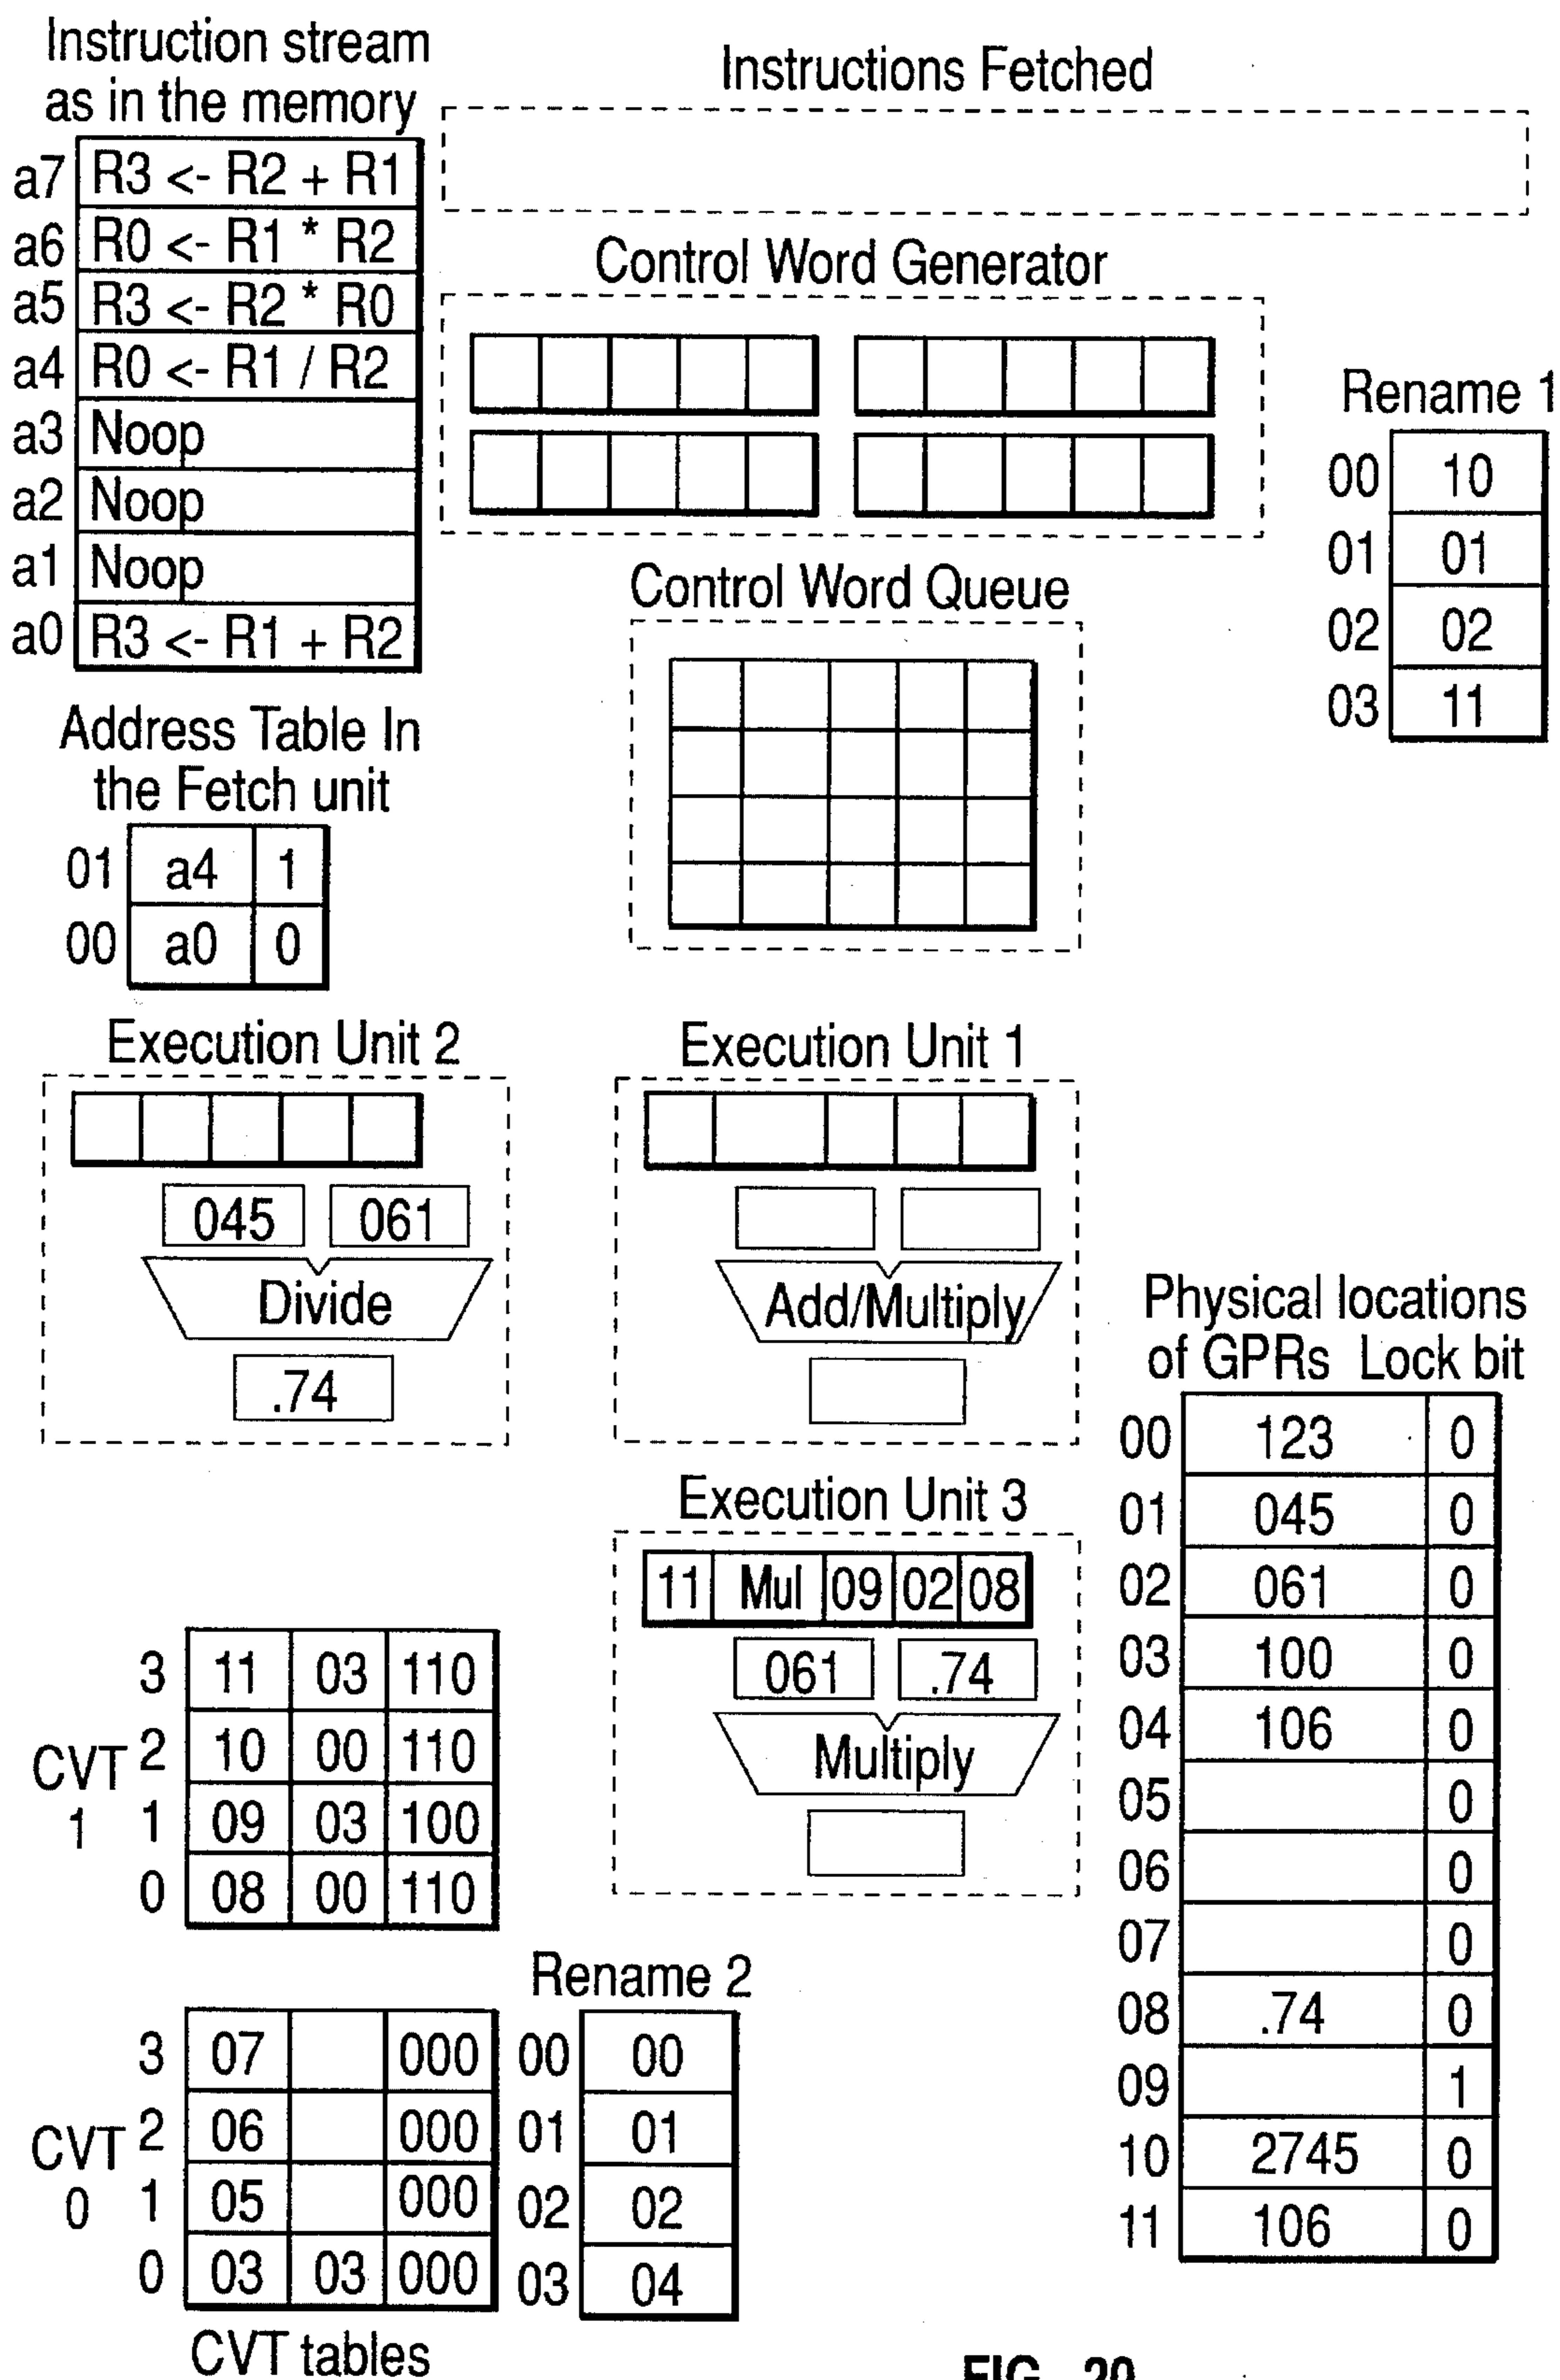 Instruction stream
as in the memory
a7 R3 <- R2 + R1
a6 R0 <- R1 * R2
a5 R3 <- R2 * R0
a4 R0 <- R1 / R2
a3 Noop
a2 Noop
a1 Noop
a0 R3 <- R1 + R2
Instructions Fetched
Control Word Generator
Rename 1
00 10
01 01
02 02
03 11
Control Word Queue
Address Table In
the Fetch unit
01 a4 1
00 a0 0
Execution Unit 2
045 061
Divide
.74
Execution Unit 1
Add/Multiply
Execution Unit 3
11 Mul 09 02 08
061 .74
Multiply
Physical locations
of GPRs Lock bit
00 123 0
01 045 0
02 061 0
03 100 0
04 106 0
05 0
06 0
07 0
08 .74 0
09 1
10 2745 0
11 106 0
CVT
1
3 11 03 110
2 10 00 110
1 09 03 100
0 08 00 110
CVT
0
3 07 000
2 06 000
1 05 000
0 03 03 000
CVT tables
Rename 2
00 00
01 01
02 02
03 04
FIG. 20